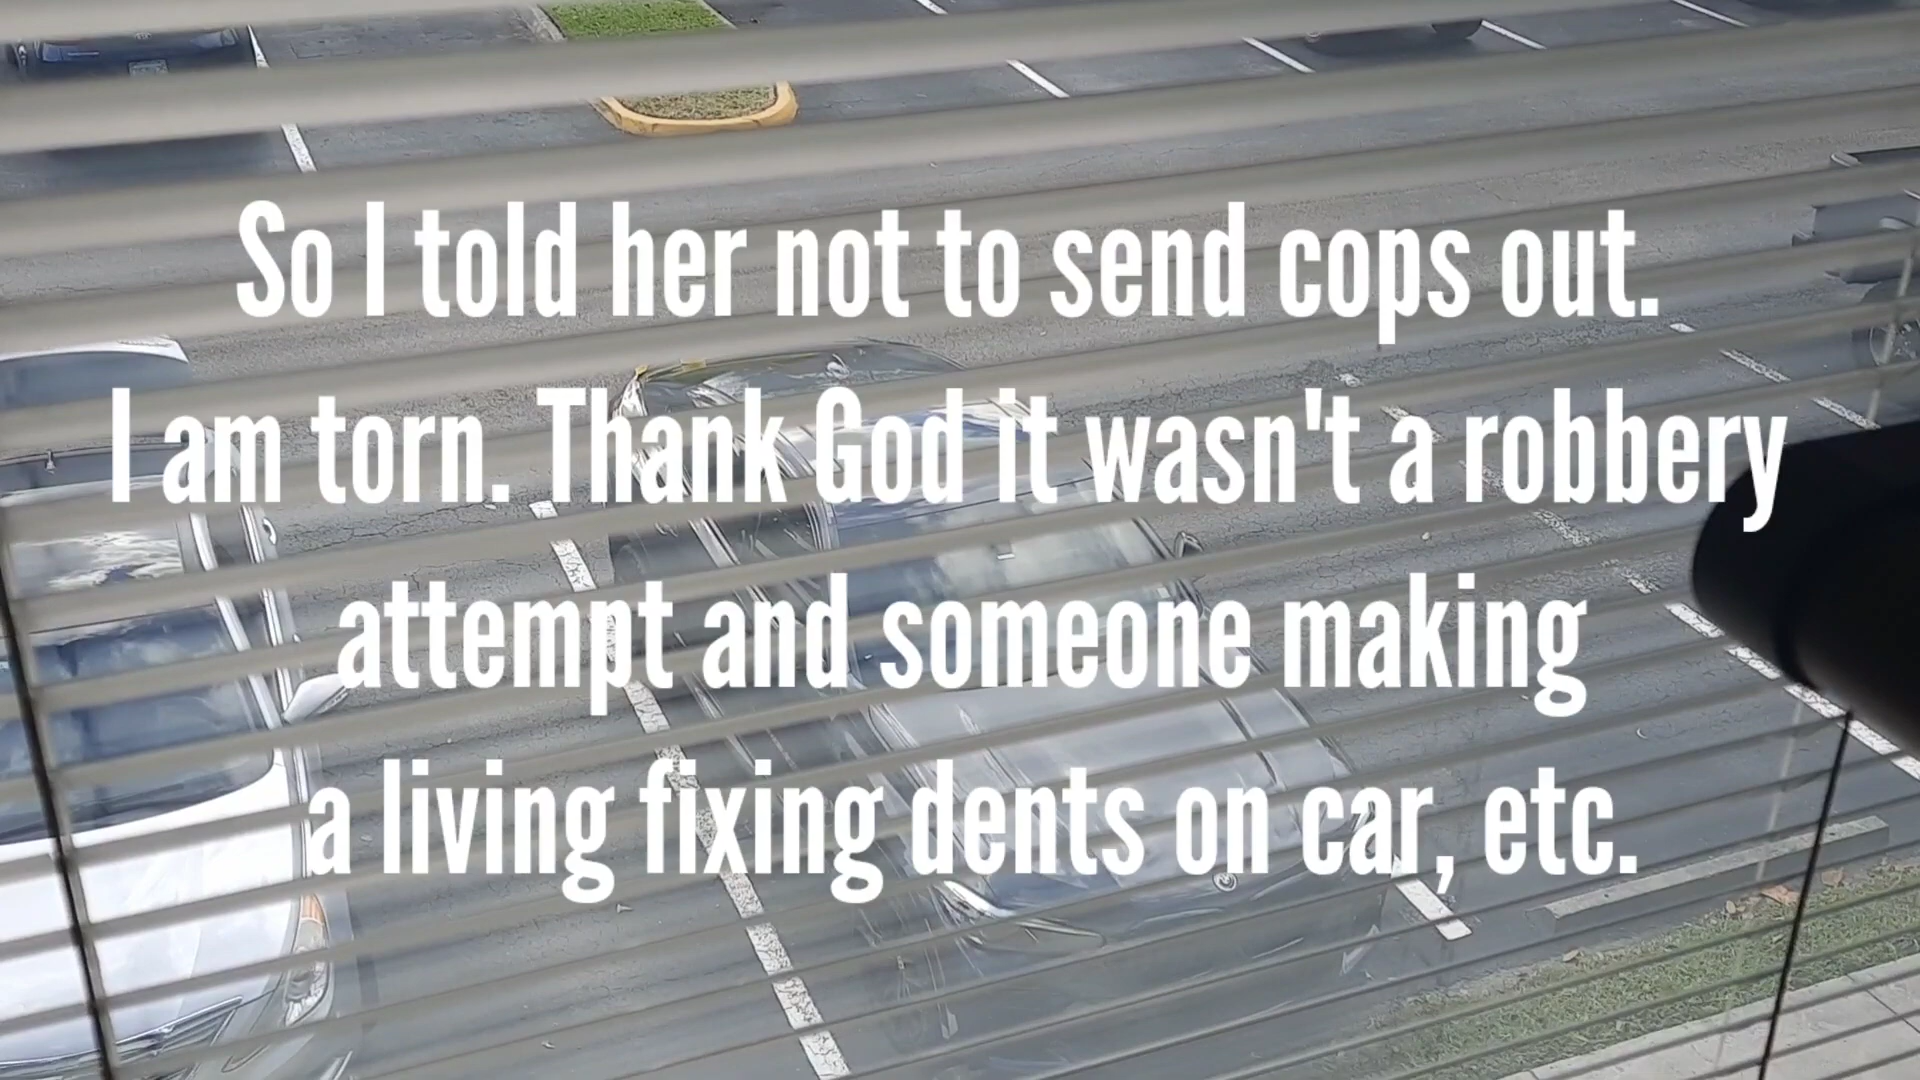 So I told her not to send cops out.
I am torn. Thank God it wasn't a robbery
attempt and someone making
a living fixing dents on car, etc.